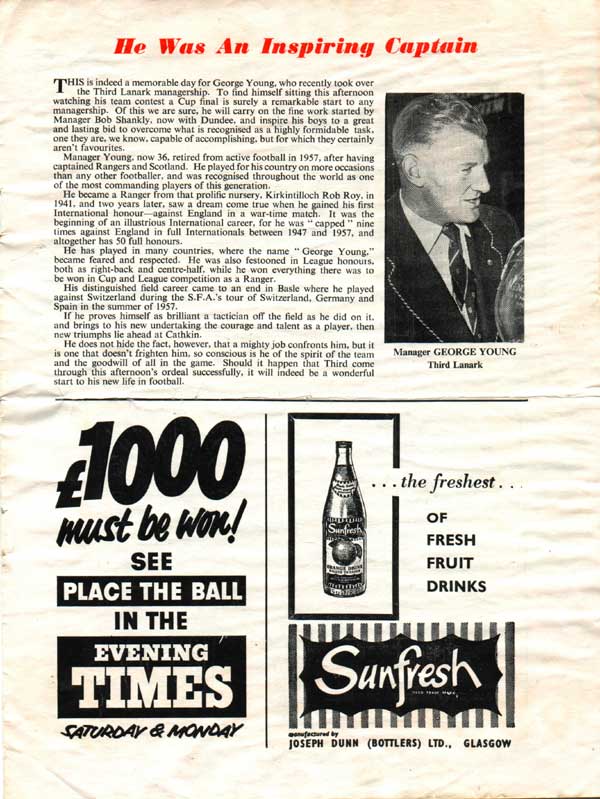 He Was An Inspiring Captain
THIS is indeed a memorable day for George Young, who recently took over
the Third Lanark managership. To find himself sitting this afternoon
watching his team contest a Cup final is surely a remarkable start to any
managership. Of this we are sure, he will carry on the fine work started by
Manager Bob Shankly, now with Dundee, and inspire his boys to a great
and lasting bid to overcome what is recognised as a highly formidable task,
one they are, we know, capable of accomplishing, but for which they certainly
aren't favourites.
Manager Young, now 36, retired from active football in 1957, after having
captained Rangers and Scotland. He played for his country on more occasions
than any other footballer, and was recognised throughout the world as one
of the most commanding players of this generation.
He became a Ranger from that prolific nursery, Kirkintilloch Rob Roy, in
1941, and two years later, saw a dream come true when he gained his first
International honour—against England in a war-time match. It was the
beginning of an illustrious International career, for he was "capped" nine
times against England in full Internationals between 1947 and 1957, and
altogether has 50 full honours.
He has played in many countries, where the name "George Young,"
became feared and respected. He was also festooned in League honours,
both as right-back and centre-half, while he won everything there was to
be won in Cup and League competition as a Ranger.
His distinguished field career came to an end in Basle where he played
against Switzerland during the S.F.A.'s tour of Switzerland, Germany and
Spain in the summer of 1957.
If he proves himself as brilliant a tactician off the field as he did on it,
and brings to his new undertaking the courage and talent as a player, then
new triumphs lie ahead at Cathkin.
He does not hide the fact, however, that a mighty job confronts him, but it
is one that doesn't frighten him, so conscious is he of the spirit of the team
and the goodwill of all in the game. Should it happen that Third come
through this afternoon's ordeal successfully, it will indeed be a wonderful
start to his new life in football.
Manager GEORGE YOUNG
Third Lanark
£1000
must be won!
SEE
PLACE THE BALL
IN THE
EVENING
TIMES
SATURDAY & MONDAY
Sunfresh
ORANGE DRINK
...the freshest...
OF
FRESH
FRUIT
DRINKS
Sunfresh
manufactured by
JOSEPH DUNN (BOTTLERS) LTD., GLASGOW